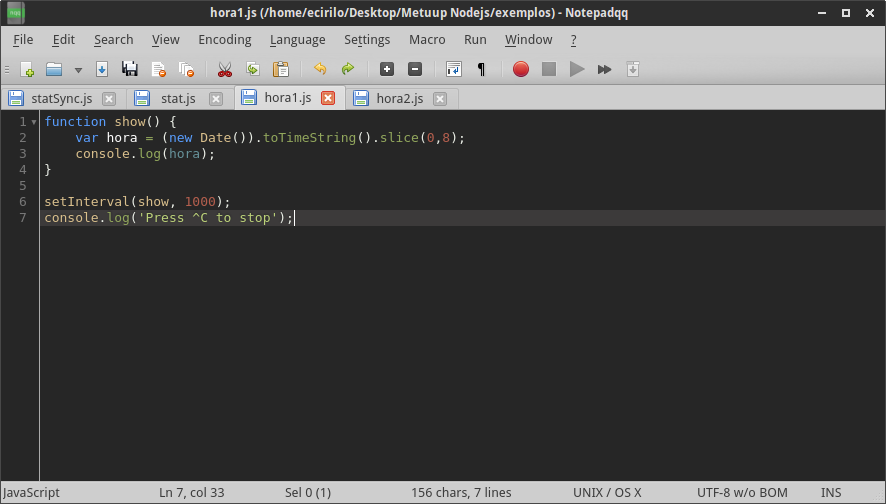 hora1.js (/home/ecirilo/Desktop/Metuup Nodejs/exemplos) - Notepadqq
File Edit Search View Encoding Language Settings Macro Run Window ?
statSync.js stat.js hora1.js hora2.js
1 function show() {
2     var hora = (new Date()).toTimeString().slice(0,8);
3     console.log(hora);
4 }
5
6 setInterval(show, 1000);
7 console.log('Press ^C to stop');
JavaScript Ln 7, col 33 Sel 0 (1) 156 chars, 7 lines UNIX / OS X UTF-8 w/o BOM INS